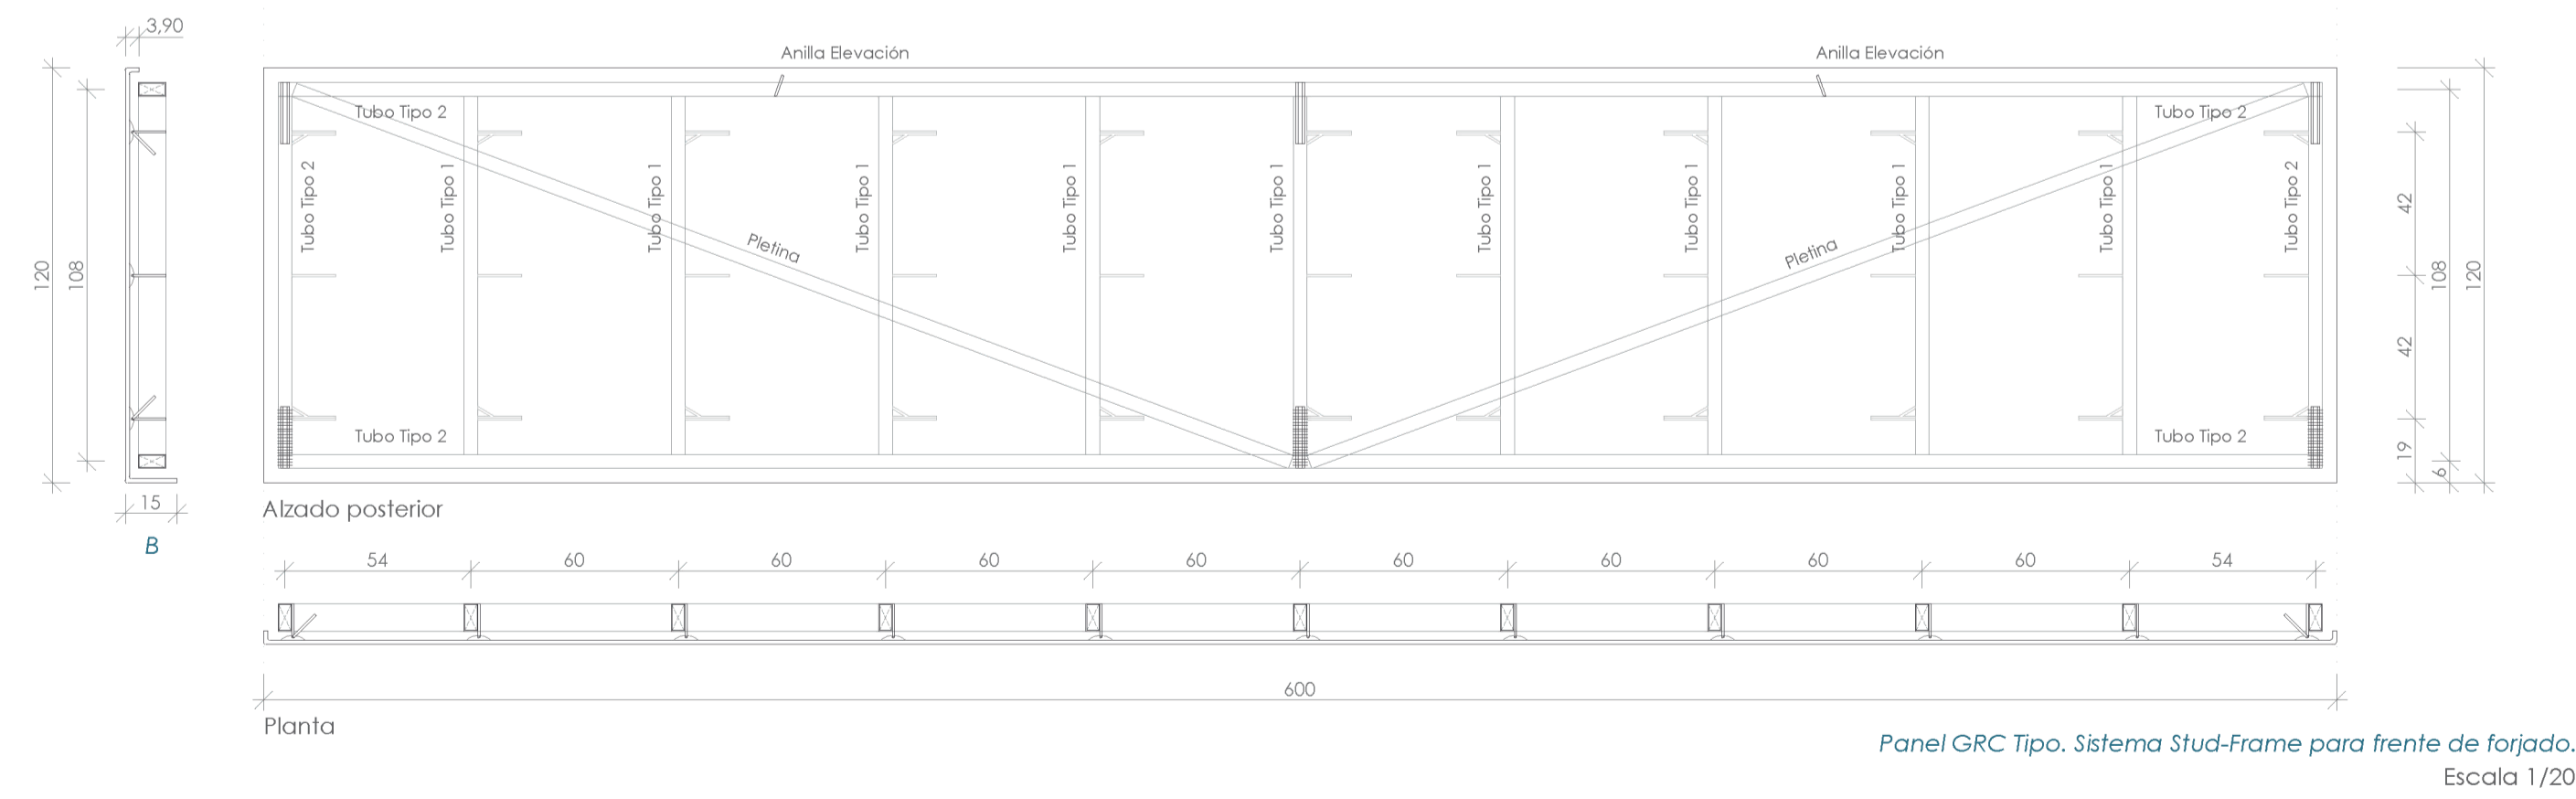 3,90
Anilla Elevación
Anilla Elevación
Tubo Tipo 2
Tubo Tipo 2
Tubo Tipo 2
Tubo Tipo 1
Tubo Tipo 1
Tubo Tipo 1
Tubo Tipo 1
Tubo Tipo 1
Tubo Tipo 1
Tubo Tipo 1
Tubo Tipo 1
Tubo Tipo 1
Tubo Tipo 2
Pletina
Pletina
120
108
42
42
19
6
108
120
Tubo Tipo 2
Tubo Tipo 2
15
B
Alzado posterior
54
60
60
60
60
60
60
60
60
54
600
Planta
Panel GRC Tipo. Sistema Stud-Frame para frente de forjado.
Escala 1/20